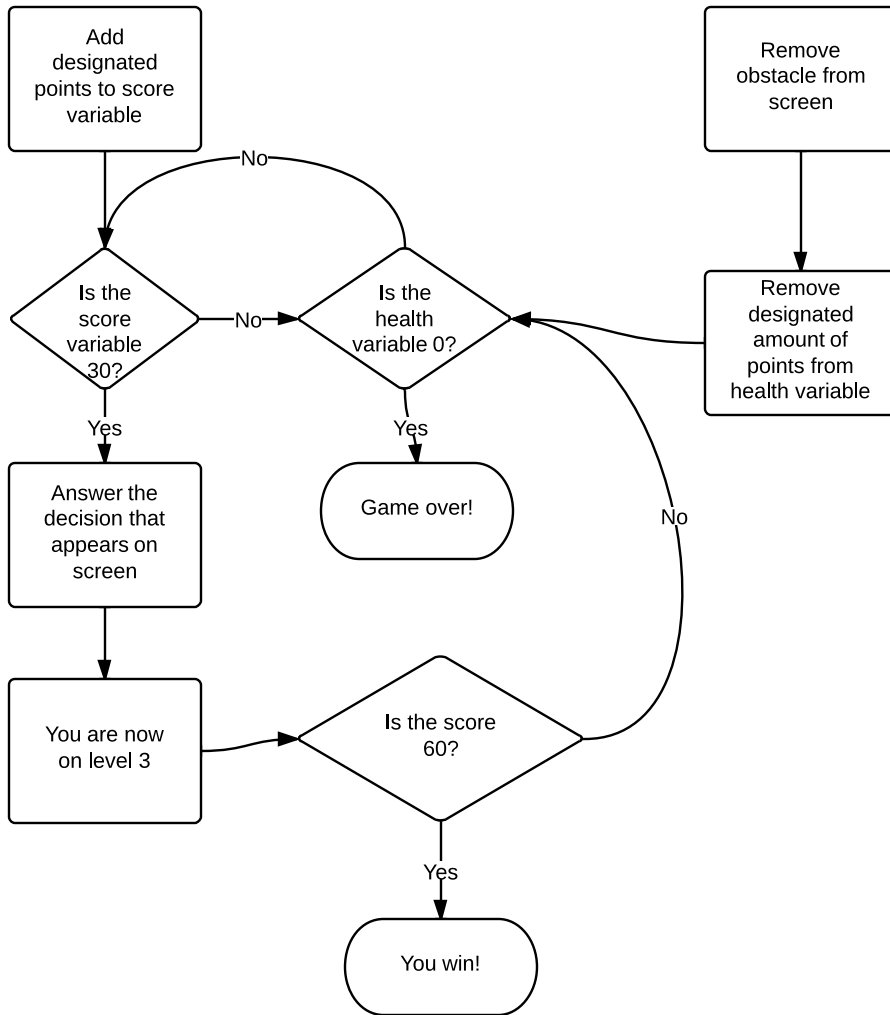 Add
designated
points to score
variable
Remove
obstacle from
screen
No
Is the
score
variable
30?
No
Is the
health
variable 0?
Remove
designated
amount of
points from
health variable
Yes
Yes
Answer the
decision that
appears on
screen
Game over!
No
You are now
on level 3
Is the score
60?
Yes
You win!